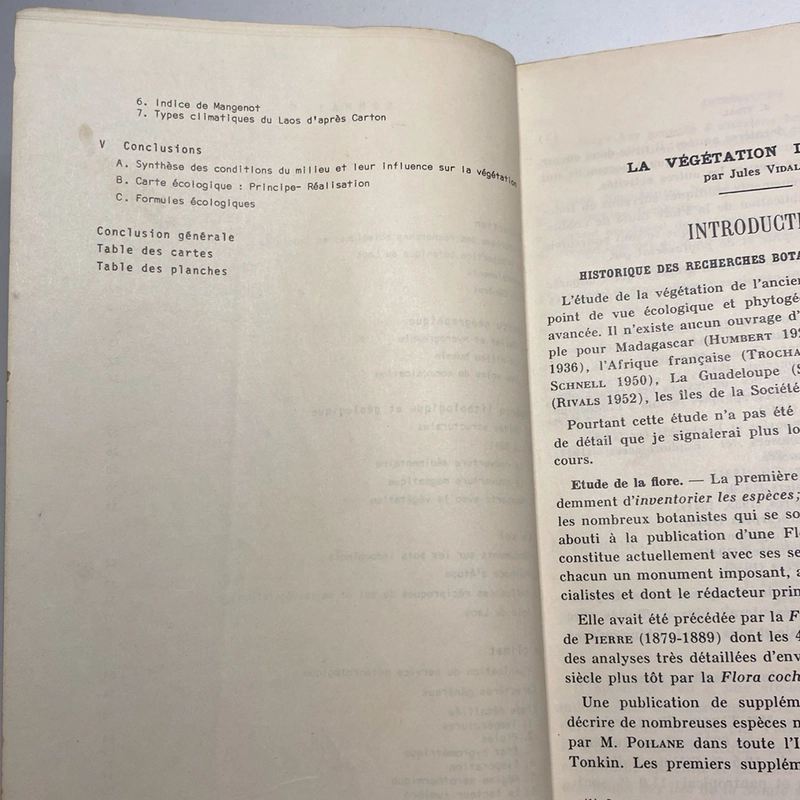 6. Indice de Mangenot
7. Types climatiques du Laos d'après Carton
V Conclusions
A. Synthèse des conditions du milieu et leur influence sur la végétation
B. Carte écologique : Principe- Réalisation
C. Formules écologiques
Conclusion générale
Table des cartes
Table des planches
LA VÉGÉTATION
par Jules VIDAL
INTRODUCTI
HISTORIQUE DES RECHERCHES BOTA
L'étude de la végétation de l'ancien
point de vue écologique et phytogé
avancée. Il n'existe aucun ouvrage d'
ple pour Madagascar (HUMBERT 19
1936), l'Afrique française (TROCHA
SCHNELL 1950), La Guadeloupe (S
(RIVALS 1952), les îles de la Société
Pourtant cette étude n'a pas été
de détail que je signalerai plus lo
cours.
Etude de la flore. — La première
demment d'inventorier les espèces;
les nombreux botanistes qui se so
abouti à la publication d'une Fl
constitue actuellement avec ses se
chacun un monument imposant, a
cialistes et dont le rédacteur prin
Elle avait été précédée par la F
de PIERRE (1879-1889) dont les 4
des analyses très détaillées d'env
siècle plus tôt par la Flora coch
Une publication de supplém
décrire de nombreuses espèces n
par M. POILANE dans toute l'I
Tonkin. Les premiers supplém